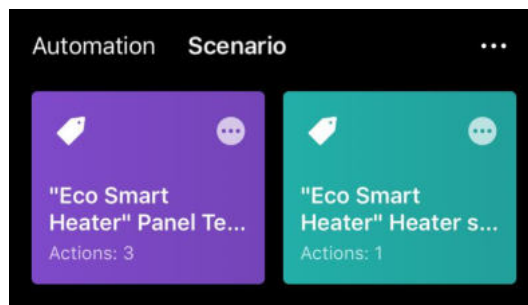 Automation Scenario
"Eco Smart
Heater" Panel Te...
Actions: 3
"Eco Smart
Heater" Heater s...
Actions: 1